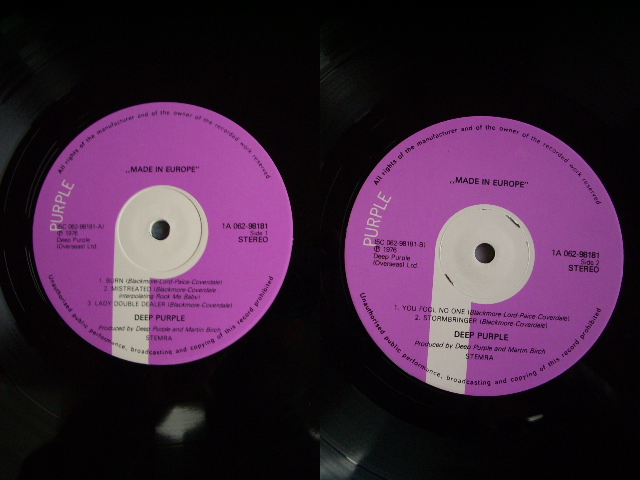 All rights of the manufacturer and of the owner of the recorded work reserved
„MADE IN EUROPE"
PURPLE
(SC 062-98181-A)
℗ 1976
Deep Purple
(Overseas) Ltd.
1A 062-98181
Side 1
STEREO
1. BURN (Blackmore-Lord-Paice-Coverdale)
2. MISTREATED (Blackmore-Coverdale
interpolating Rock Me Baby)
3. LADY DOUBLE DEALER (Blackmore-Coverdale)
DEEP PURPLE
Produced by Deep Purple and Martin Birch
STEMRA
Unauthorised public performance, broadcasting and copying of this record prohibited
All rights of the manufacturer and of the owner of the recorded work reserved
„MADE IN EUROPE"
PURPLE
(SC 062-98181-B)
℗ 1976
Deep Purple
(Overseas) Ltd.
1A 062-98181
Side 2
STEREO
1. YOU FOOL NO ONE (Blackmore-Lord-Paice-Coverdale)
2. STORMBRINGER (Blackmore-Coverdale)
DEEP PURPLE
Produced by Deep Purple and Martin Birch
STEMRA
Unauthorised public performance, broadcasting and copying of this record prohibited